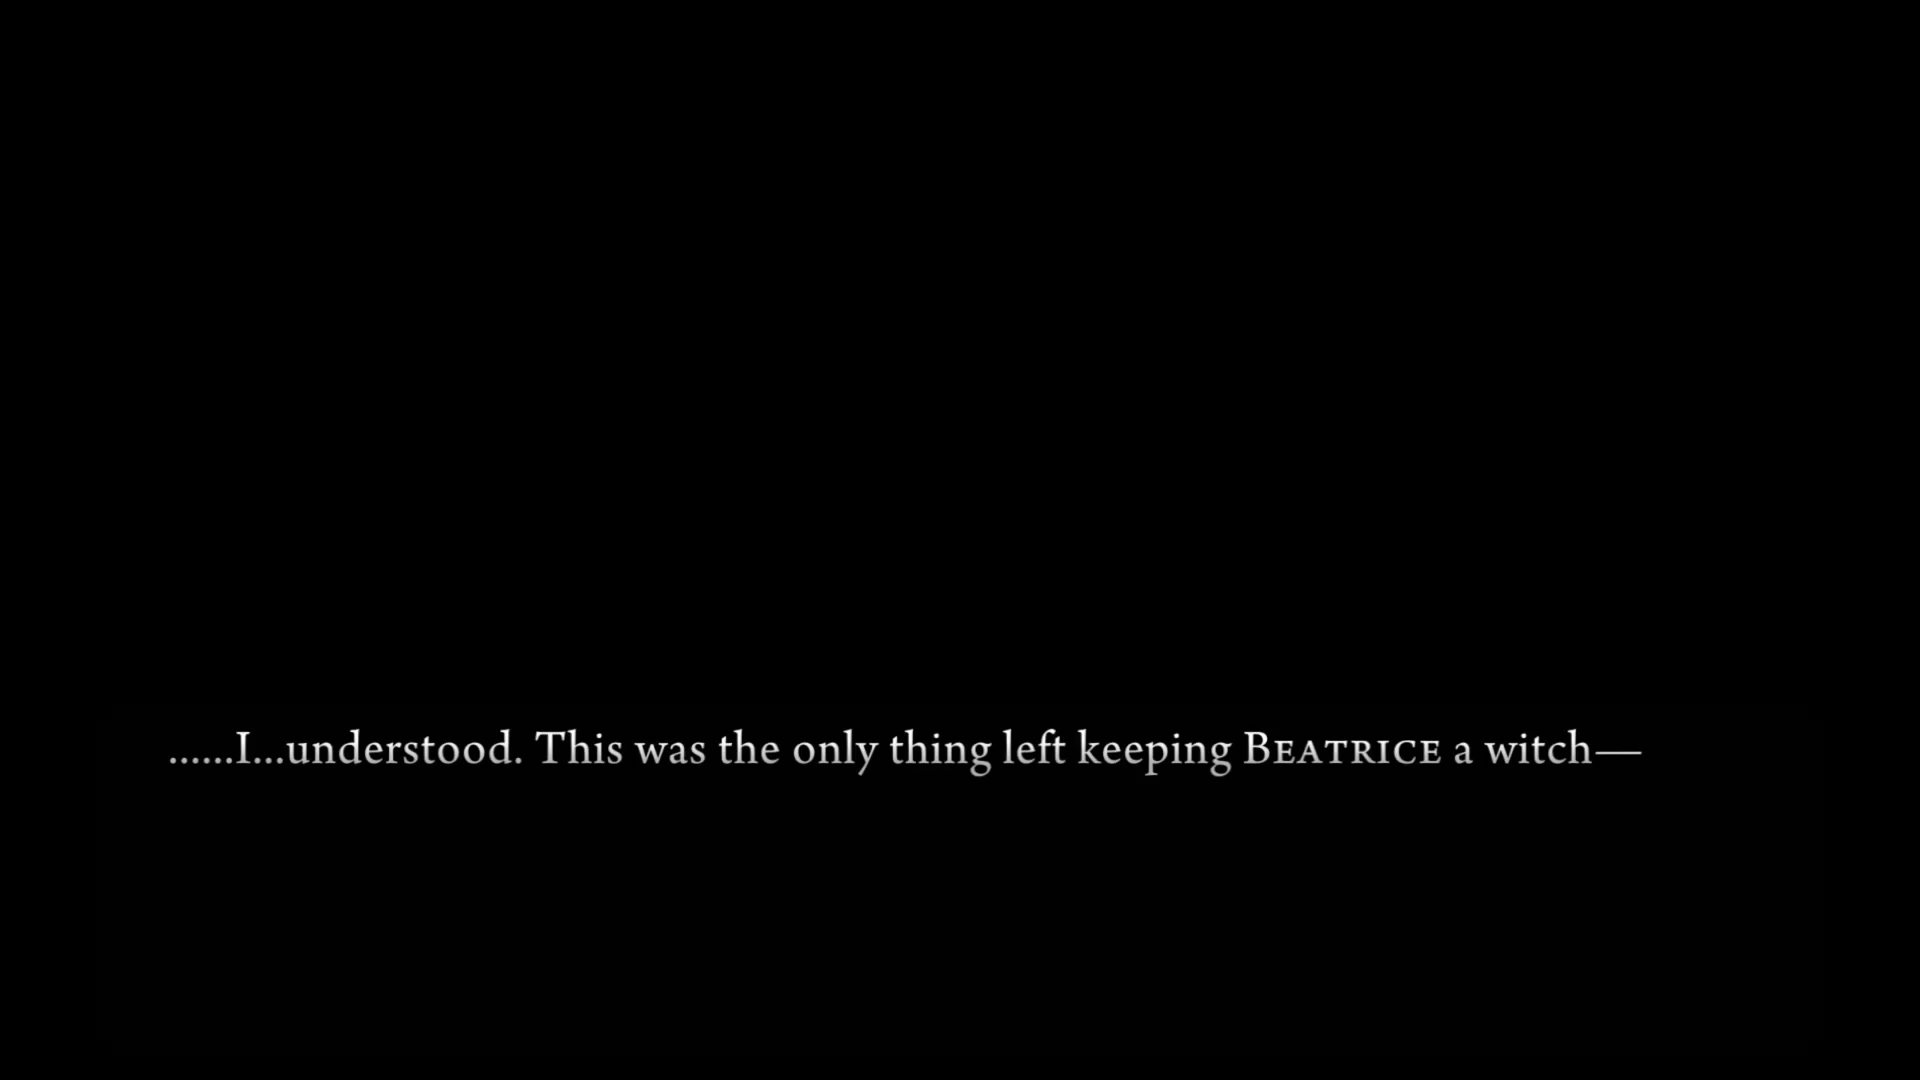 ......I...understood. This was the only thing left keeping BEATRICE a witch—